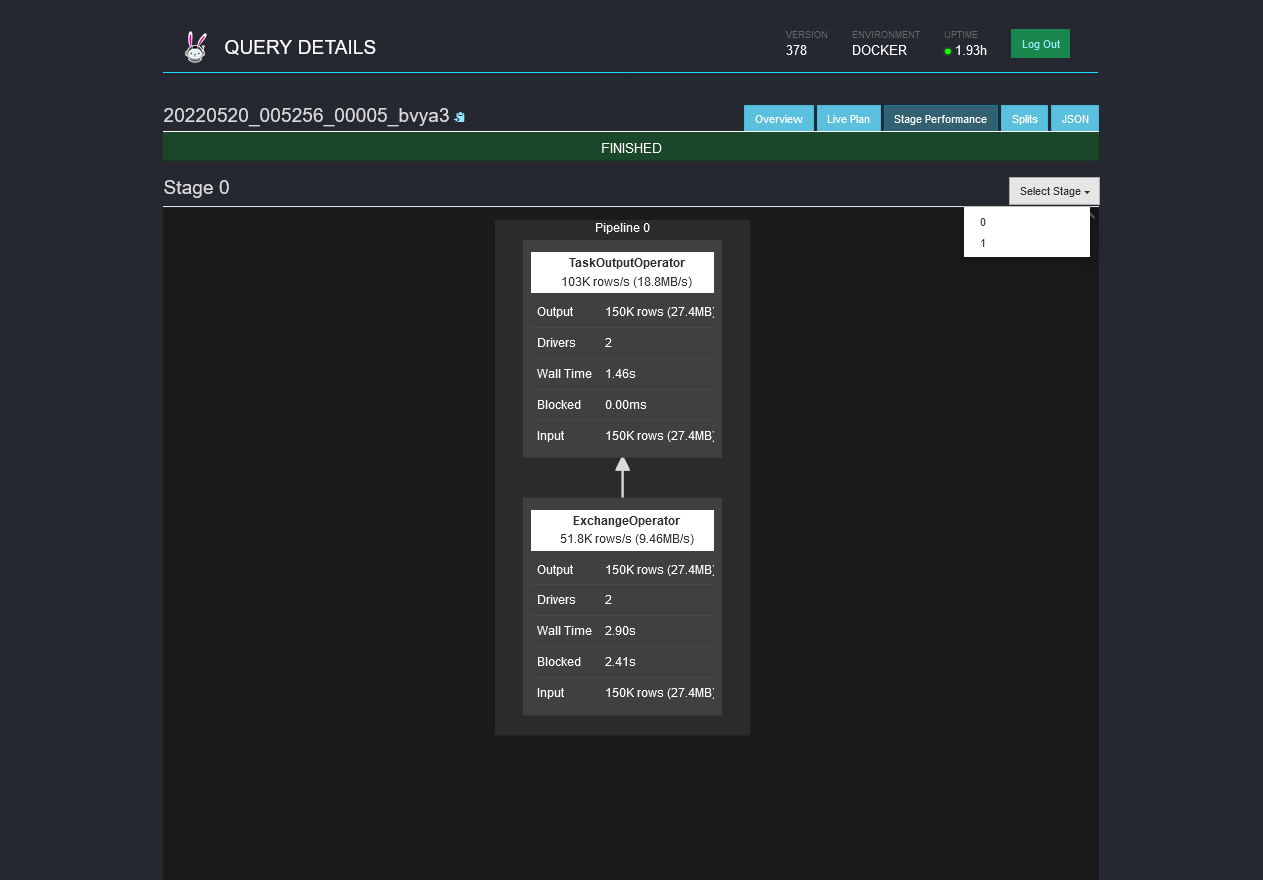 QUERY DETAILS
VERSION
378
ENVIRONMENT
DOCKER
UPTIME
1.93h
Log Out
20220520_005256_00005_bvya3
Overview
Live Plan
Stage Performance
Splits
JSON
FINISHED
Stage 0
Select Stage
0
1
Pipeline 0
TaskOutputOperator
103K rows/s (18.8MB/s)
Output 150K rows (27.4MB)
Drivers 2
Wall Time 1.46s
Blocked 0.00ms
Input 150K rows (27.4MB)
ExchangeOperator
51.8K rows/s (9.46MB/s)
Output 150K rows (27.4MB)
Drivers 2
Wall Time 2.90s
Blocked 2.41s
Input 150K rows (27.4MB)